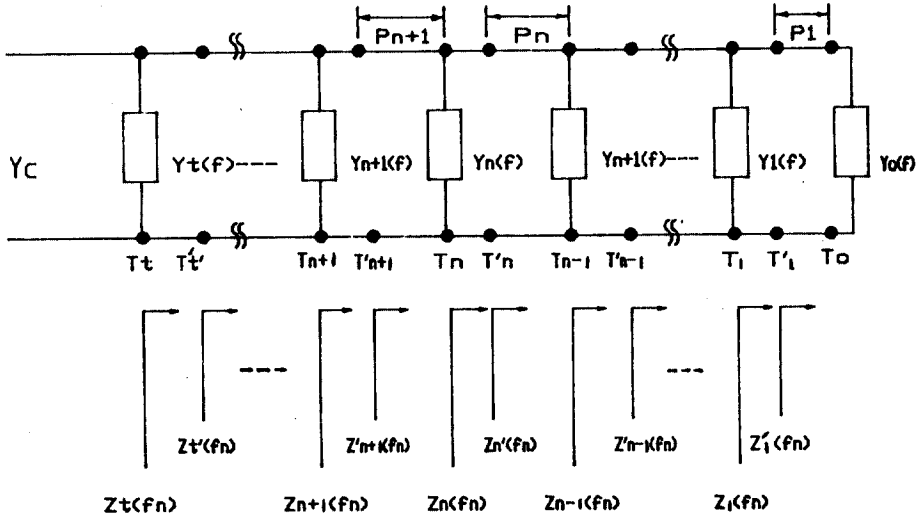 Pn+1 Pn P1
Yc Yt(f)---- Yn+1(f) Yn(f) Yn+1(f)--- Y1(f) Yo(f)
Tt T't' Tn+1 T'n+1 Tn T'n Tn-1 T'n-1 T1 T'1 To
Zt'(fn) Z'n+1(fn) Zn'(fn) Z'n-1(fn) Z'1(fn)
Zt(fn) Zn+1(fn) Zn(fn) Zn-1(fn) Z1(fn)